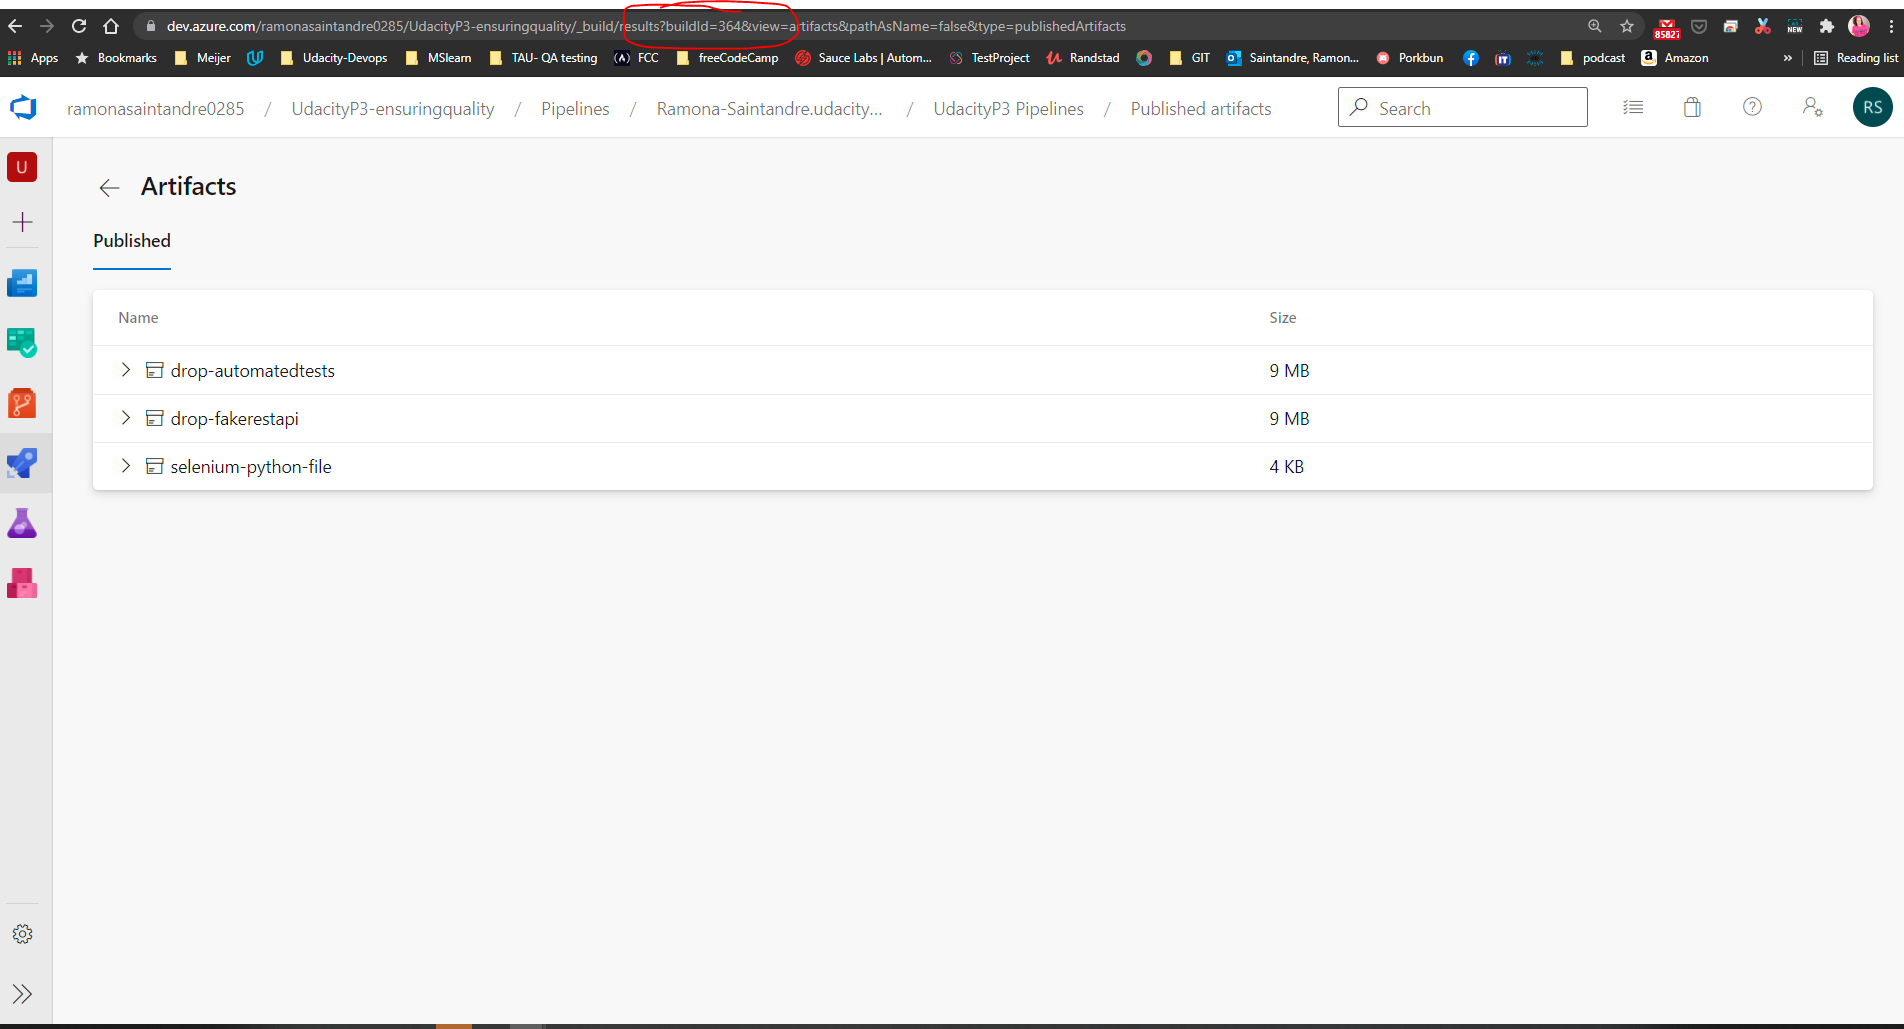 dev.azure.com/ramonasaintandre0285/UdacityP3-ensuringquality/_build/results?buildId=364&view=artifacts&pathAsName=false&type=publishedArtifacts
85827
NEW
Apps Bookmarks Meijer Udacity-Devops MSlearn TAU- QA testing FCC freeCodeCamp Sauce Labs | Autom... TestProject Randstad GIT Saintandre, Ramon... Porkbun podcast Amazon » Reading list
ramonasaintandre0285 / UdacityP3-ensuringquality / Pipelines / Ramona-Saintandre.udacity... / UdacityP3 Pipelines / Published artifacts Search RS
U
Artifacts
Published
Name Size
drop-automatedtests 9 MB
drop-fakerestapi 9 MB
selenium-python-file 4 KB